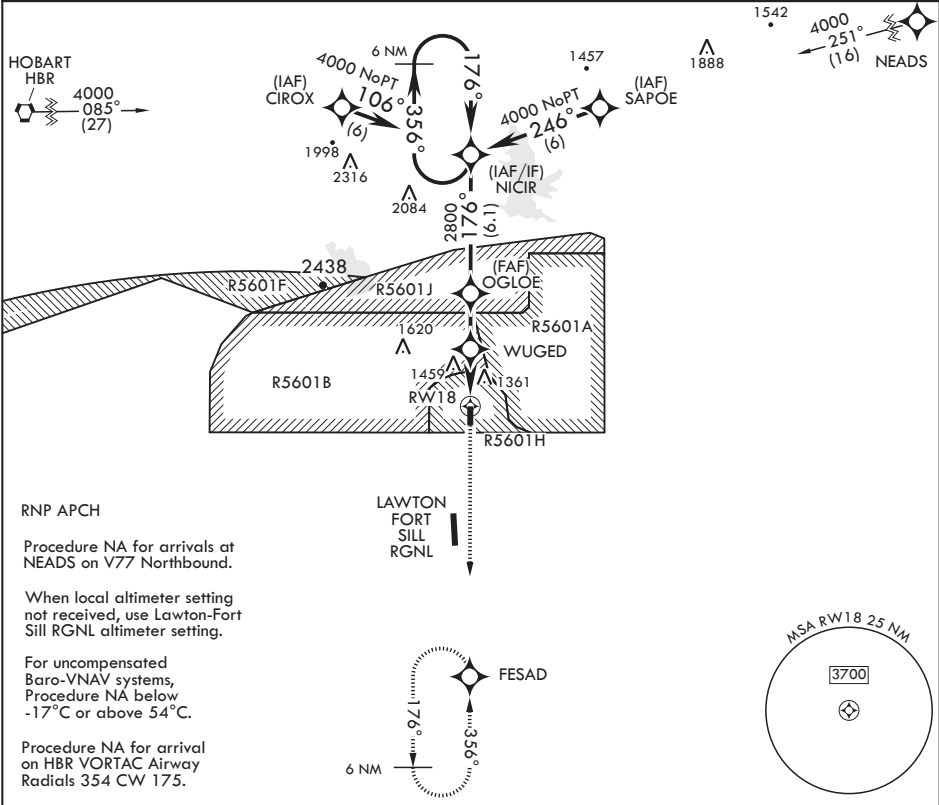 1542
4000
251°
(16)
NEADS
1888
1457
HOBART
HBR
4000
085°
(27)
(IAF)
CIROX
4000 NoPT
106°
(6)
6 NM
356°
176°
4000 NoPT
246°
(6)
(IAF)
SAPOE
1998
2316
2084
(IAF/IF)
NICIR
2800
176°
(6.1)
2438
R5601F
R5601J
(FAF)
OGLOE
R5601A
1620
WUGED
R5601B
1459
1361
RW18
R5601H
LAWTON
FORT
SILL
RGNL
RNP APCH
Procedure NA for arrivals at
NEADS on V77 Northbound.
When local altimeter setting
not received, use Lawton-Fort
Sill RGNL altimeter setting.
For uncompensated
Baro-VNAV systems,
Procedure NA below
-17°C or above 54°C.
Procedure NA for arrival
on HBR VORTAC Airway
Radials 354 CW 175.
FESAD
176°
356°
6 NM
MSA RW18 25 NM
3700